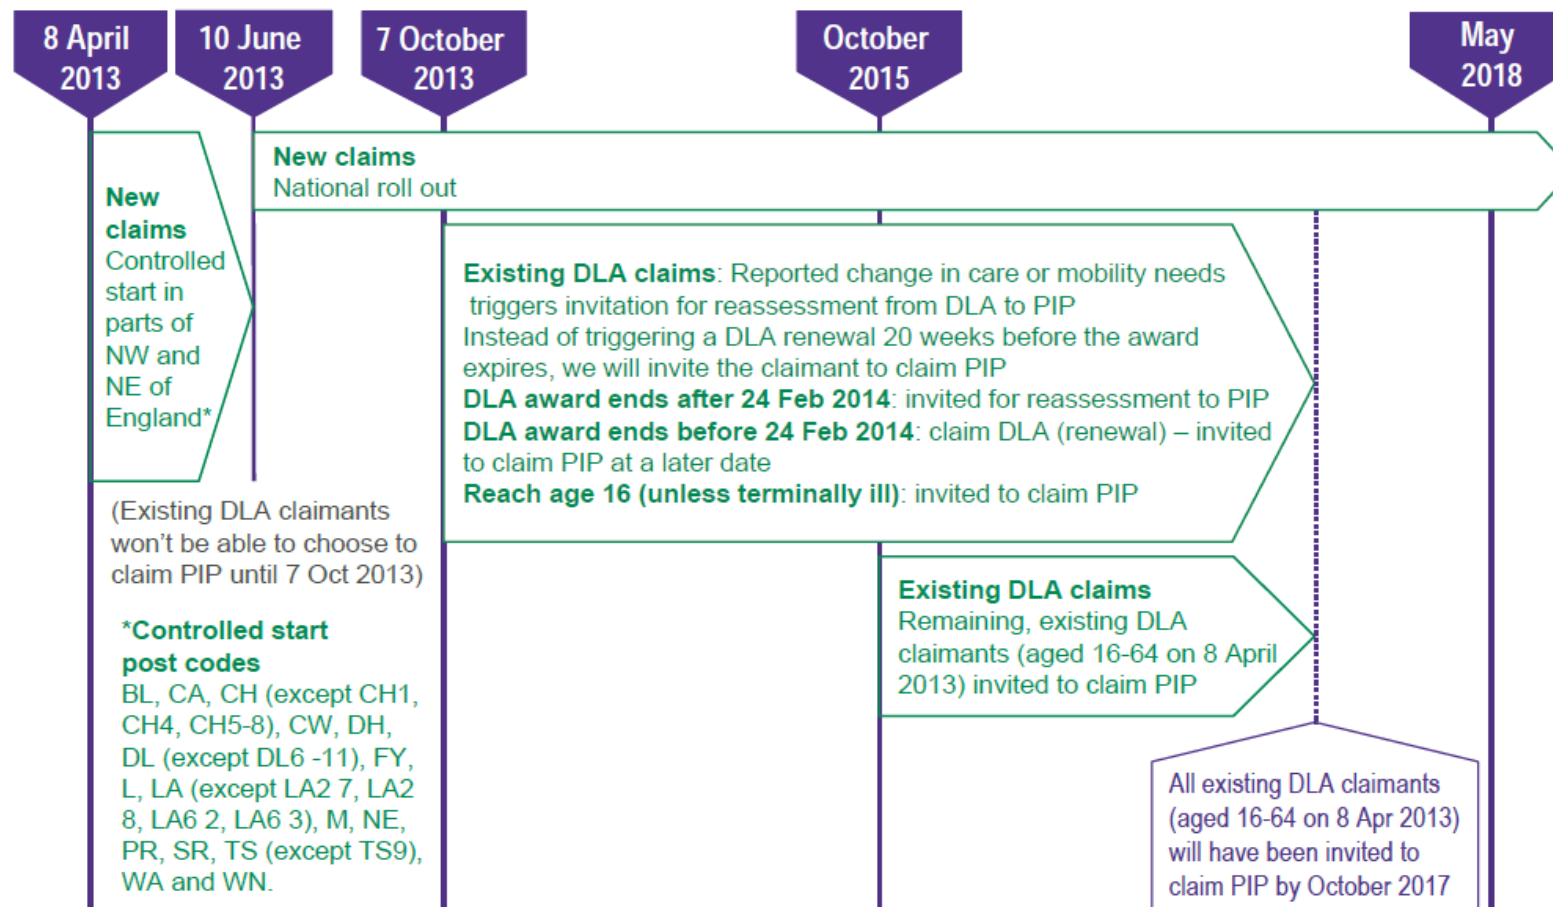 8 April
2013
10 June
2013
7 October
2013
October
2015
May
2018
New claims
National roll out
New
claims
Controlled
start in
parts of
NW and
NE of
England*
Existing DLA claims: Reported change in care or mobility needs
triggers invitation for reassessment from DLA to PIP
Instead of triggering a DLA renewal 20 weeks before the award
expires, we will invite the claimant to claim PIP
DLA award ends after 24 Feb 2014: invited for reassessment to PIP
DLA award ends before 24 Feb 2014: claim DLA (renewal) – invited
to claim PIP at a later date
Reach age 16 (unless terminally ill): invited to claim PIP
(Existing DLA claimants
won't be able to choose to
claim PIP until 7 Oct 2013)
*Controlled start
post codes
BL, CA, CH (except CH1,
CH4, CH5-8), CW, DH,
DL (except DL6 -11), FY,
L, LA (except LA2 7, LA2
8, LA6 2, LA6 3), M, NE,
PR, SR, TS (except TS9),
WA and WN.
Existing DLA claims
Remaining, existing DLA
claimants (aged 16-64 on 8 April
2013) invited to claim PIP
All existing DLA claimants
(aged 16-64 on 8 Apr 2013)
will have been invited to
claim PIP by October 2017